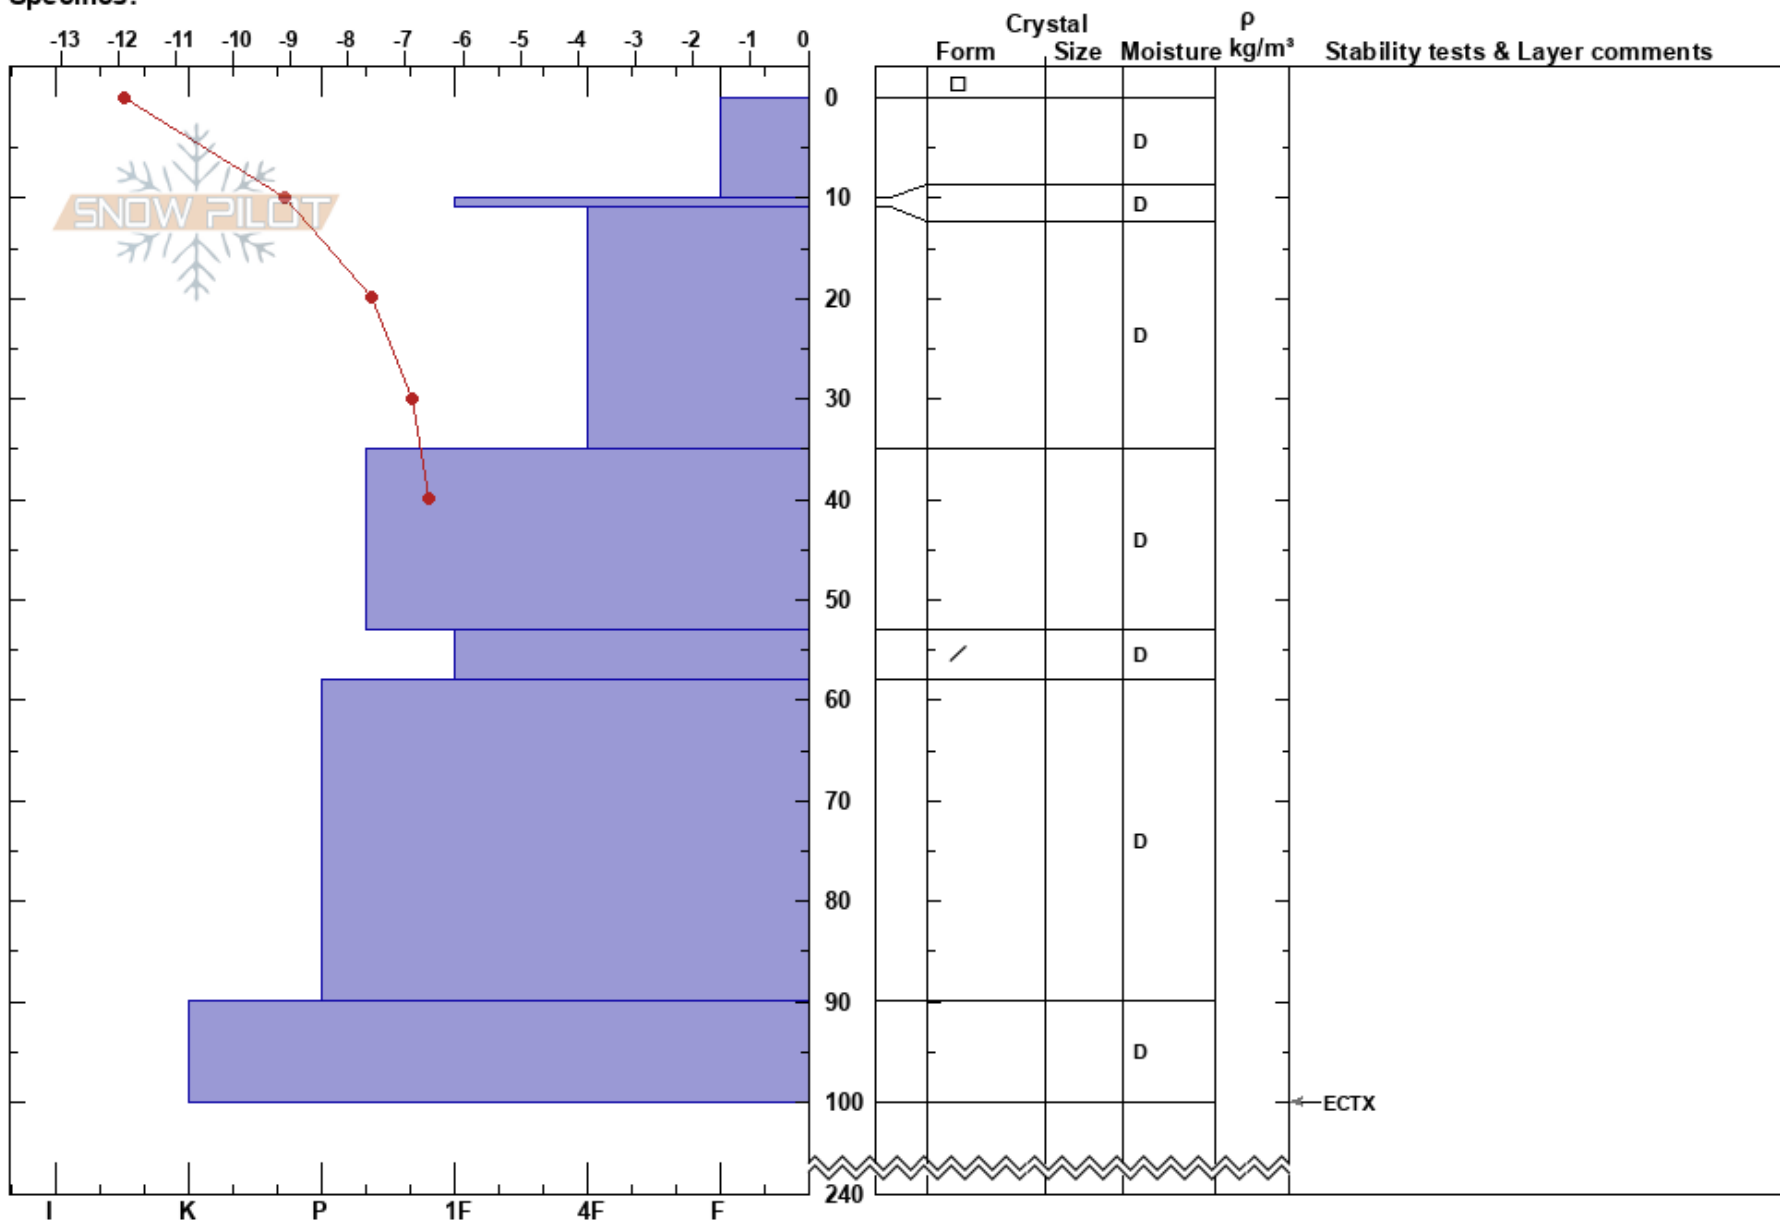 Crystal ρ
Form Size Moisture kg/m³ Stability tests & Layer comments
-13 -12 -11 -10 -9 -8 -7 -6 -5 -4 -3 -2 -1 0
0
D
SNOW PILOT
10
D
20
D
30
40
D
50
D
60
70
D
80
90
D
100
ECTX
240
I K P 1F 4F F